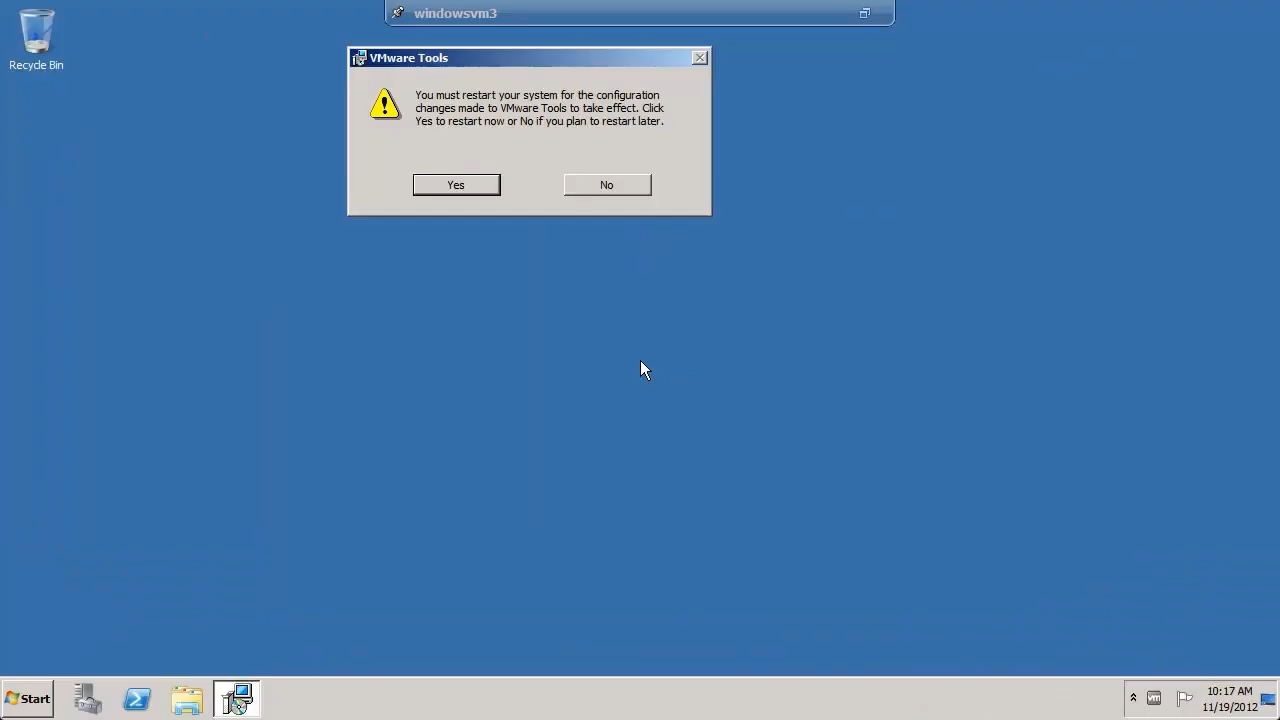 windowsvm3
Recycle Bin
VMware Tools
You must restart your system for the configuration
changes made to VMware Tools to take effect. Click
Yes to restart now or No if you plan to restart later.
Yes
No
Start
vm
10:17 AM
11/19/2012